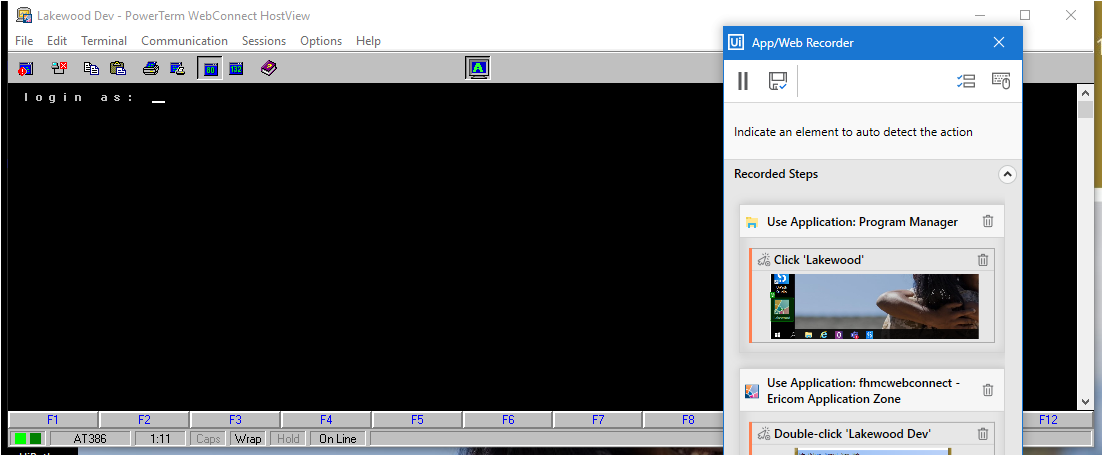 Lakewood Dev - PowerTerm WebConnect HostView
File Edit Terminal Communication Sessions Options Help
80 132 A
login as:
F1 F2 F3 F4 F5 F6 F7 F8 F12
AT386 1:11 Caps Wrap Hold On Line
Ui App/Web Recorder
Indicate an element to auto detect the action
Recorded Steps
Use Application: Program Manager
Click 'Lakewood'
Use Application: fhmcwebconnect -
Ericom Application Zone
Double-click 'Lakewood Dev'